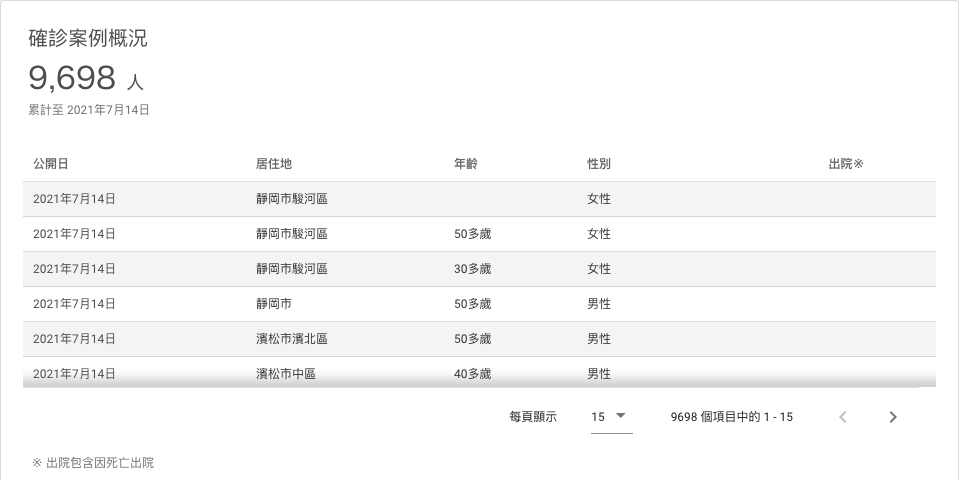 確診案例概況
9,698 人
累計至 2021年7月14日
公開日 居住地 年齡 性別 出院※
2021年7月14日 靜岡市駿河區 女性
2021年7月14日 靜岡市駿河區 50多歲 女性
2021年7月14日 靜岡市駿河區 30多歲 女性
2021年7月14日 靜岡市 50多歲 男性
2021年7月14日 濱松市濱北區 50多歲 男性
2021年7月14日 濱松市中區 40多歲 男性
每頁顯示 15 9698 個項目中的 1 - 15
※ 出院包含因死亡出院